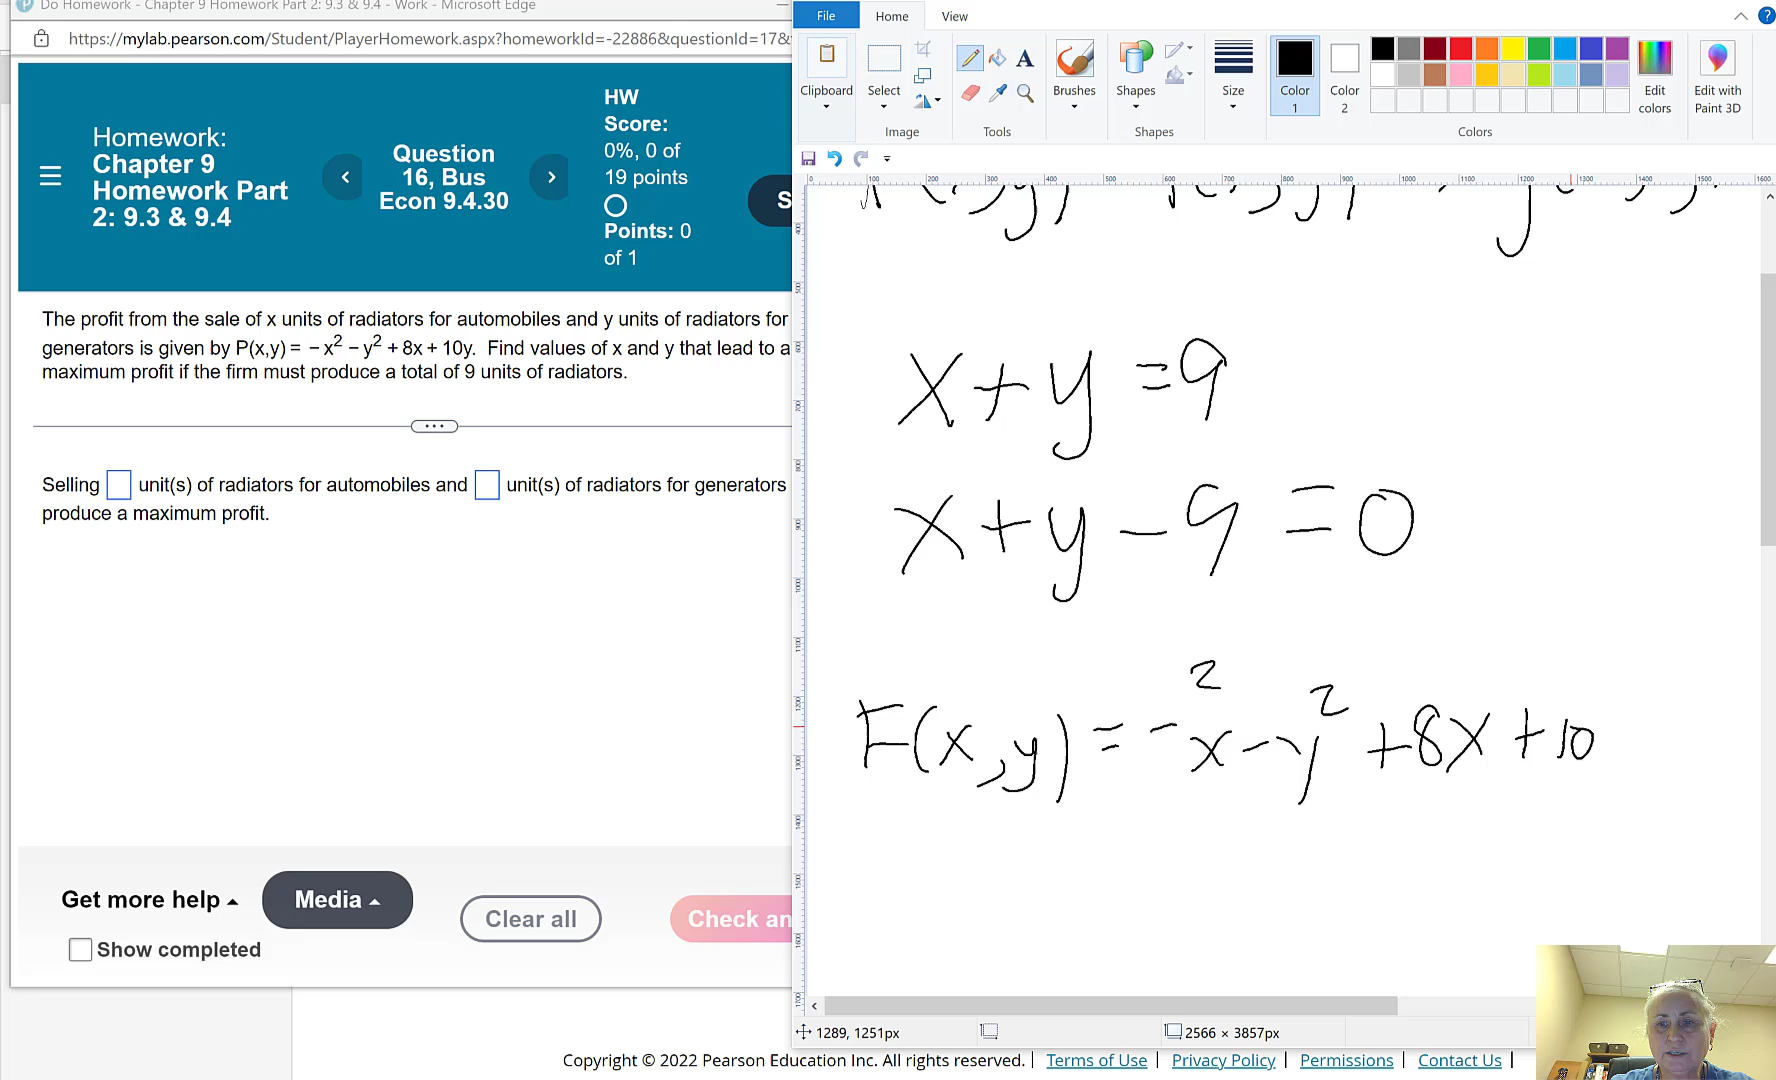 Do Homework - Chapter 9 Homework Part 2: 9.3 & 9.4 - Work - Microsoft Edge
https://mylab.pearson.com/Student/PlayerHomework.aspx?homeworkId=-22886&questionId=17&
Homework:
Chapter 9
Homework Part
2: 9.3 & 9.4
Question
16, Bus
Econ 9.4.30
HW
Score:
0%, 0 of
19 points
Points: 0
of 1
S
The profit from the sale of x units of radiators for automobiles and y units of radiators for
generators is given by P(x,y) = − x² − y² + 8x + 10y. Find values of x and y that lead to a
maximum profit if the firm must produce a total of 9 units of radiators.
Selling unit(s) of radiators for automobiles and unit(s) of radiators for generators
produce a maximum profit.
Get more help
Media
Clear all
Check an
Show completed
File
Home
View
Clipboard
Select
Image
Tools
Brushes
Shapes
Shapes
Size
Color
1
Color
2
Colors
Edit
colors
Edit with
Paint 3D
x + y = 9
x + y - 9 = 0
F(x,y) = -x² - y² + 8x + 10
1289, 1251px
2566 × 3857px
Copyright © 2022 Pearson Education Inc. All rights reserved. | Terms of Use | Privacy Policy | Permissions | Contact Us |